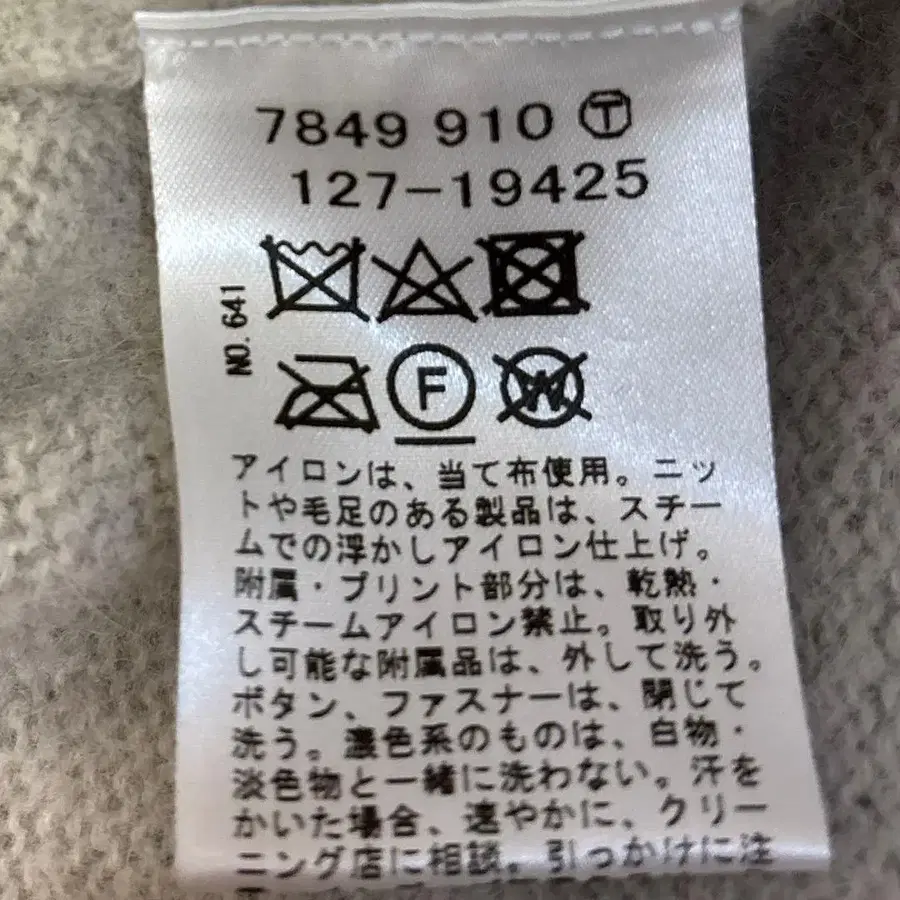 7849 910 Ⓣ
127-19425
NO. 641
F
W
アイロンは、当て布使用。ニッ
トや毛足のある製品は、スチー
ムでの浮かしアイロン仕上げ。
附属・プリント部分は、乾熱・
スチームアイロン禁止。取り外
し可能な附属品は、外して洗う。
ボタン、ファスナーは、閉じて
洗う。濃色系のものは、白物・
淡色物と一緒に洗わない。汗を
かいた場合、速やかに、クリー
ニング店に相談。引っかけに注